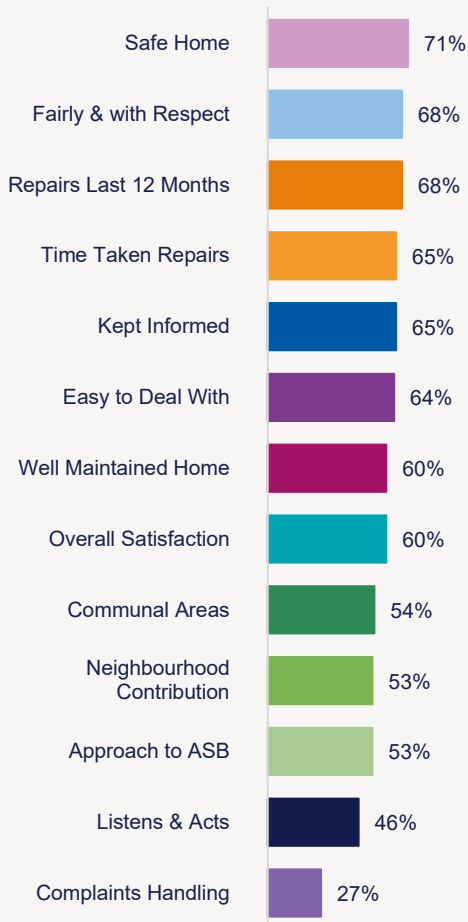 Safe Home 71%
Fairly & with Respect 68%
Repairs Last 12 Months 68%
Time Taken Repairs 65%
Kept Informed 65%
Easy to Deal With 64%
Well Maintained Home 60%
Overall Satisfaction 60%
Communal Areas 54%
Neighbourhood
Contribution 53%
Approach to ASB 53%
Listens & Acts 46%
Complaints Handling 27%